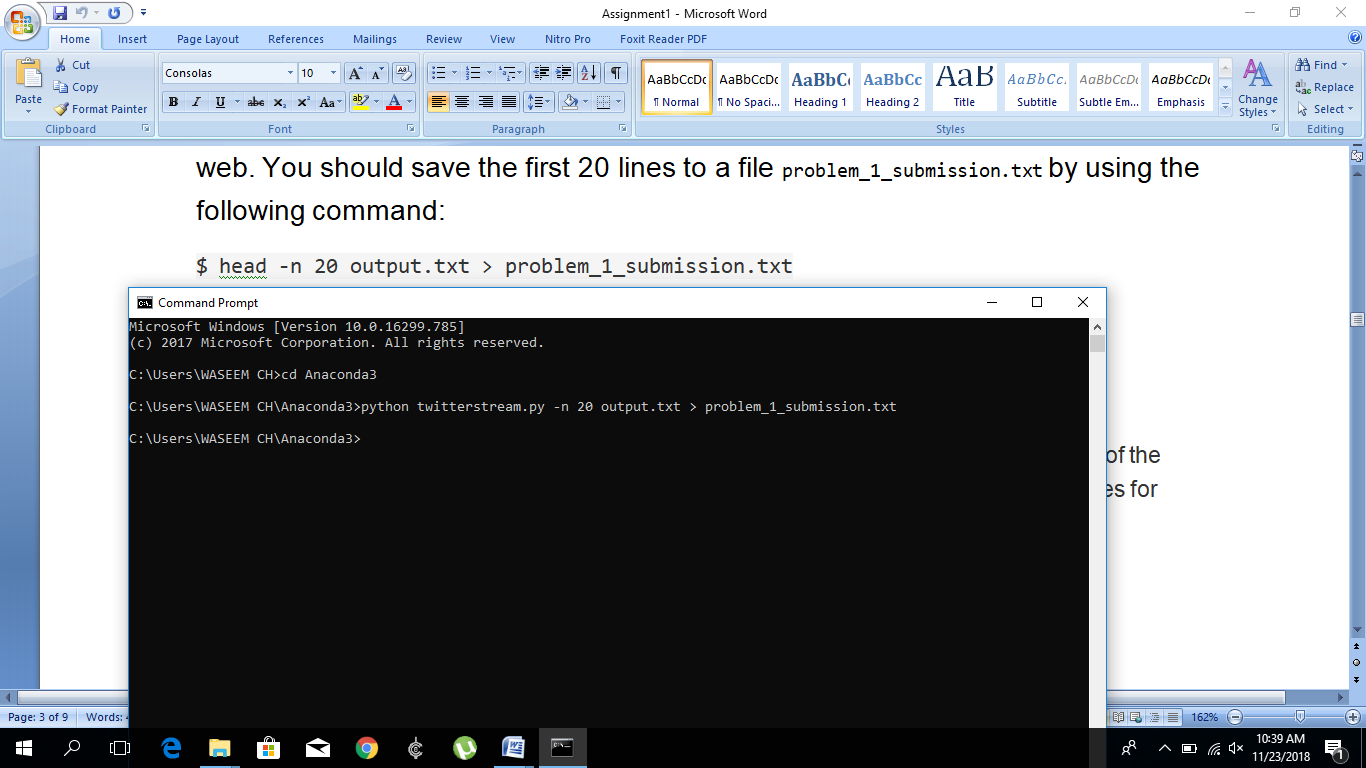 Assignment1 - Microsoft Word
Home Insert Page Layout References Mailings Review View Nitro Pro Foxit Reader PDF
Paste
Cut
Copy
Format Painter
Clipboard
Consolas 10
B I U abc x₂ x² Aa ab A
Font
Paragraph
AaBbCcDc AaBbCcDc AaBbC AaBbCc AaB AaBbCc. AaBbCcDc AaBbCcDc
¶ Normal ¶ No Spaci... Heading 1 Heading 2 Title Subtitle Subtle Em... Emphasis
Change
Styles
Styles
Find
Replace
Select
Editing
web. You should save the first 20 lines to a file problem_1_submission.txt by using the
following command:
$ head -n 20 output.txt > problem_1_submission.txt
Command Prompt
Microsoft Windows [Version 10.0.16299.785]
(c) 2017 Microsoft Corporation. All rights reserved.
C:\Users\WASEEM CH>cd Anaconda3
C:\Users\WASEEM CH\Anaconda3>python twitterstream.py -n 20 output.txt > problem_1_submission.txt
C:\Users\WASEEM CH\Anaconda3>
of the
es for
Page: 3 of 9 Words: 162%
10:39 AM
11/23/2018
1